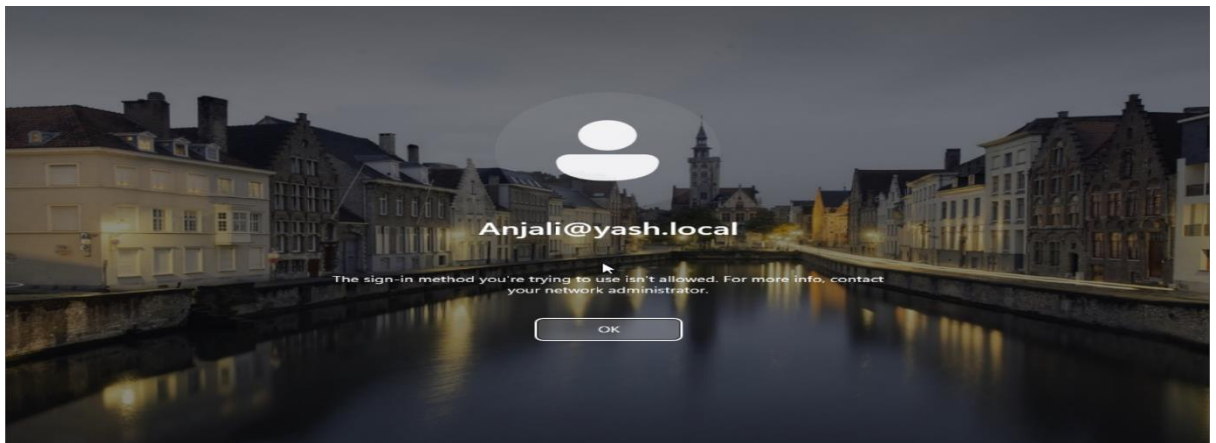 Anjali@yash.local
The sign-in method you're trying to use isn't allowed. For more info, contact
your network administrator.
OK